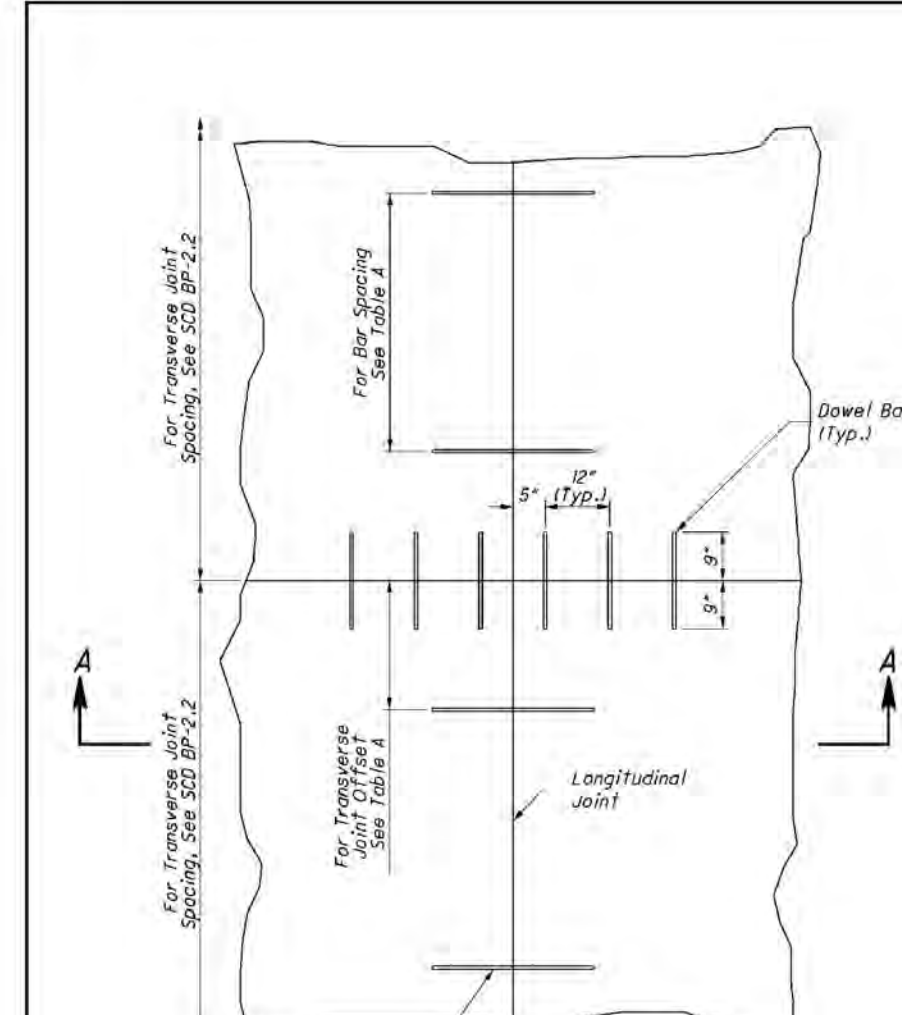 For Transverse Joint
Spacing, See SCD BP-2.2
For Bar Spacing
See Table A
Dowel Ba
(Typ.)
12"
5" (Typ.)
9"
9"
A
A
For Transverse Joint
Spacing, See SCD BP-2.2
For Transverse
Joint Offset
See Table A
Longitudinal
Joint